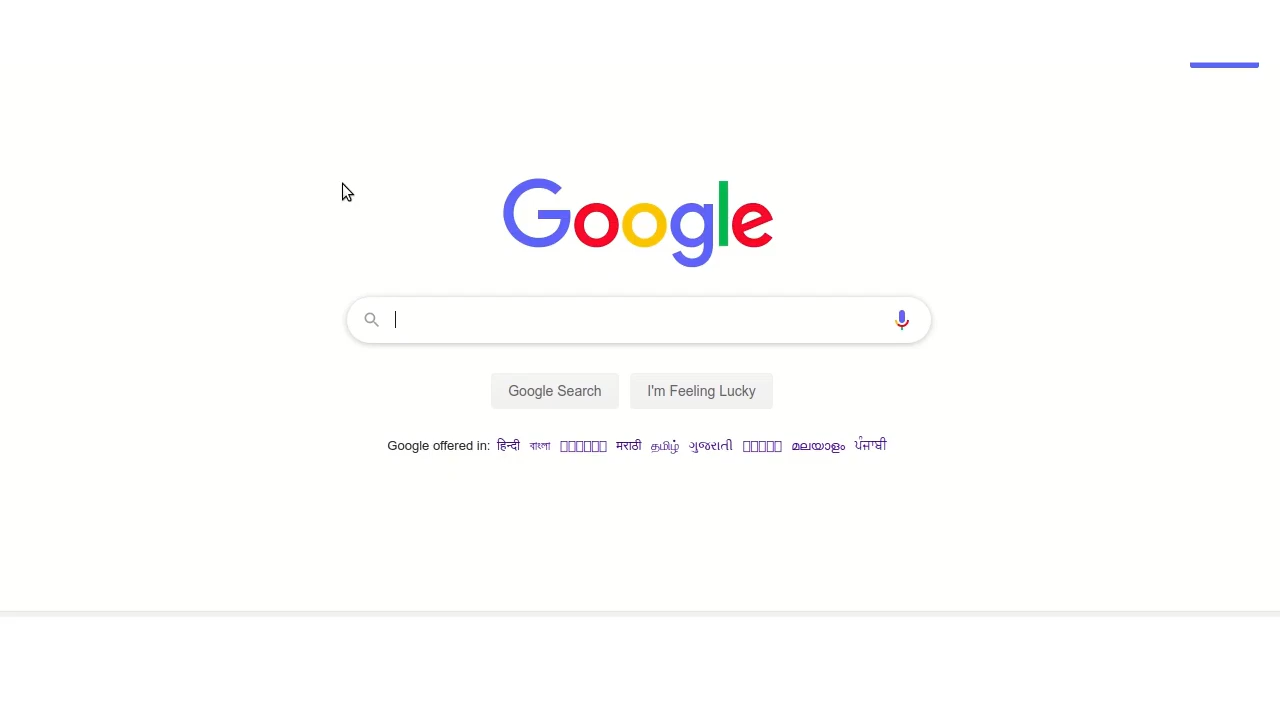 Google
Google Search I'm Feeling Lucky
Google offered in: हिन्दी বাংলা मराठी தமிழ் ગુજરાતી മലയാളം ਪੰਜਾਬੀ